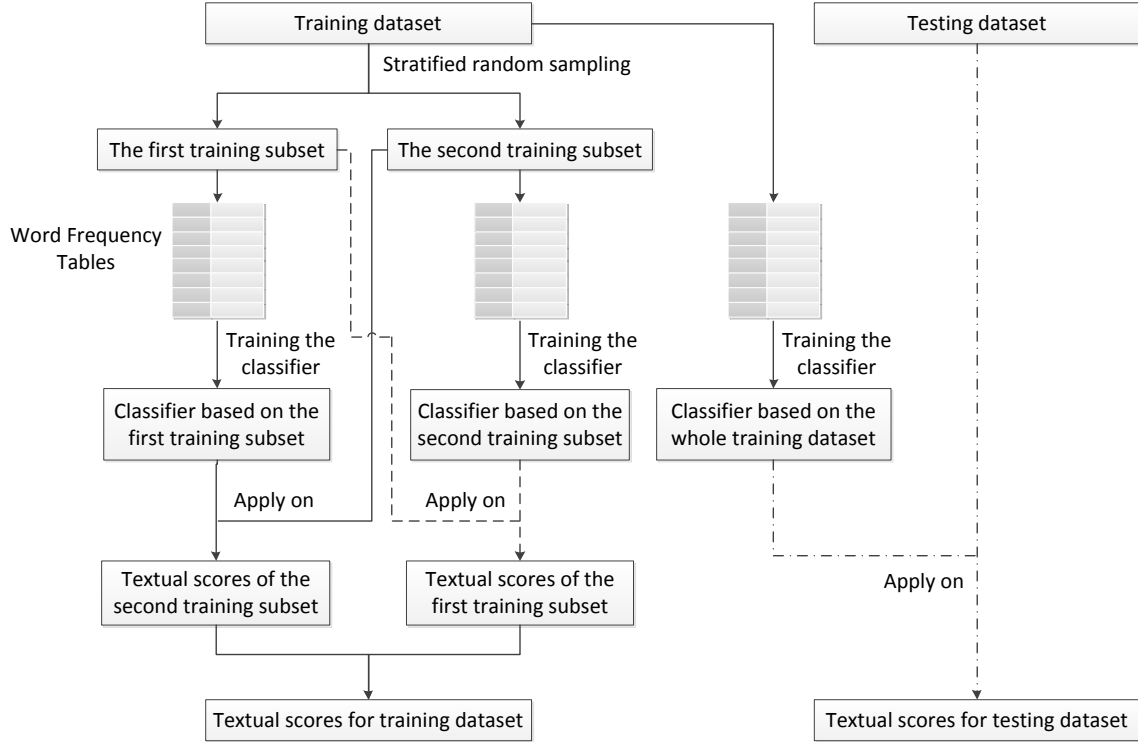 Training dataset
Testing dataset
Stratified random sampling
The first training subset
The second training subset
Word Frequency
Tables
Training the
classifier
Training the
classifier
Training the
classifier
Classifier based on the
first training subset
Classifier based on the
second training subset
Classifier based on the
whole training dataset
Apply on
Apply on
Textual scores of the
second training subset
Textual scores of the
first training subset
Apply on
Textual scores for training dataset
Textual scores for testing dataset